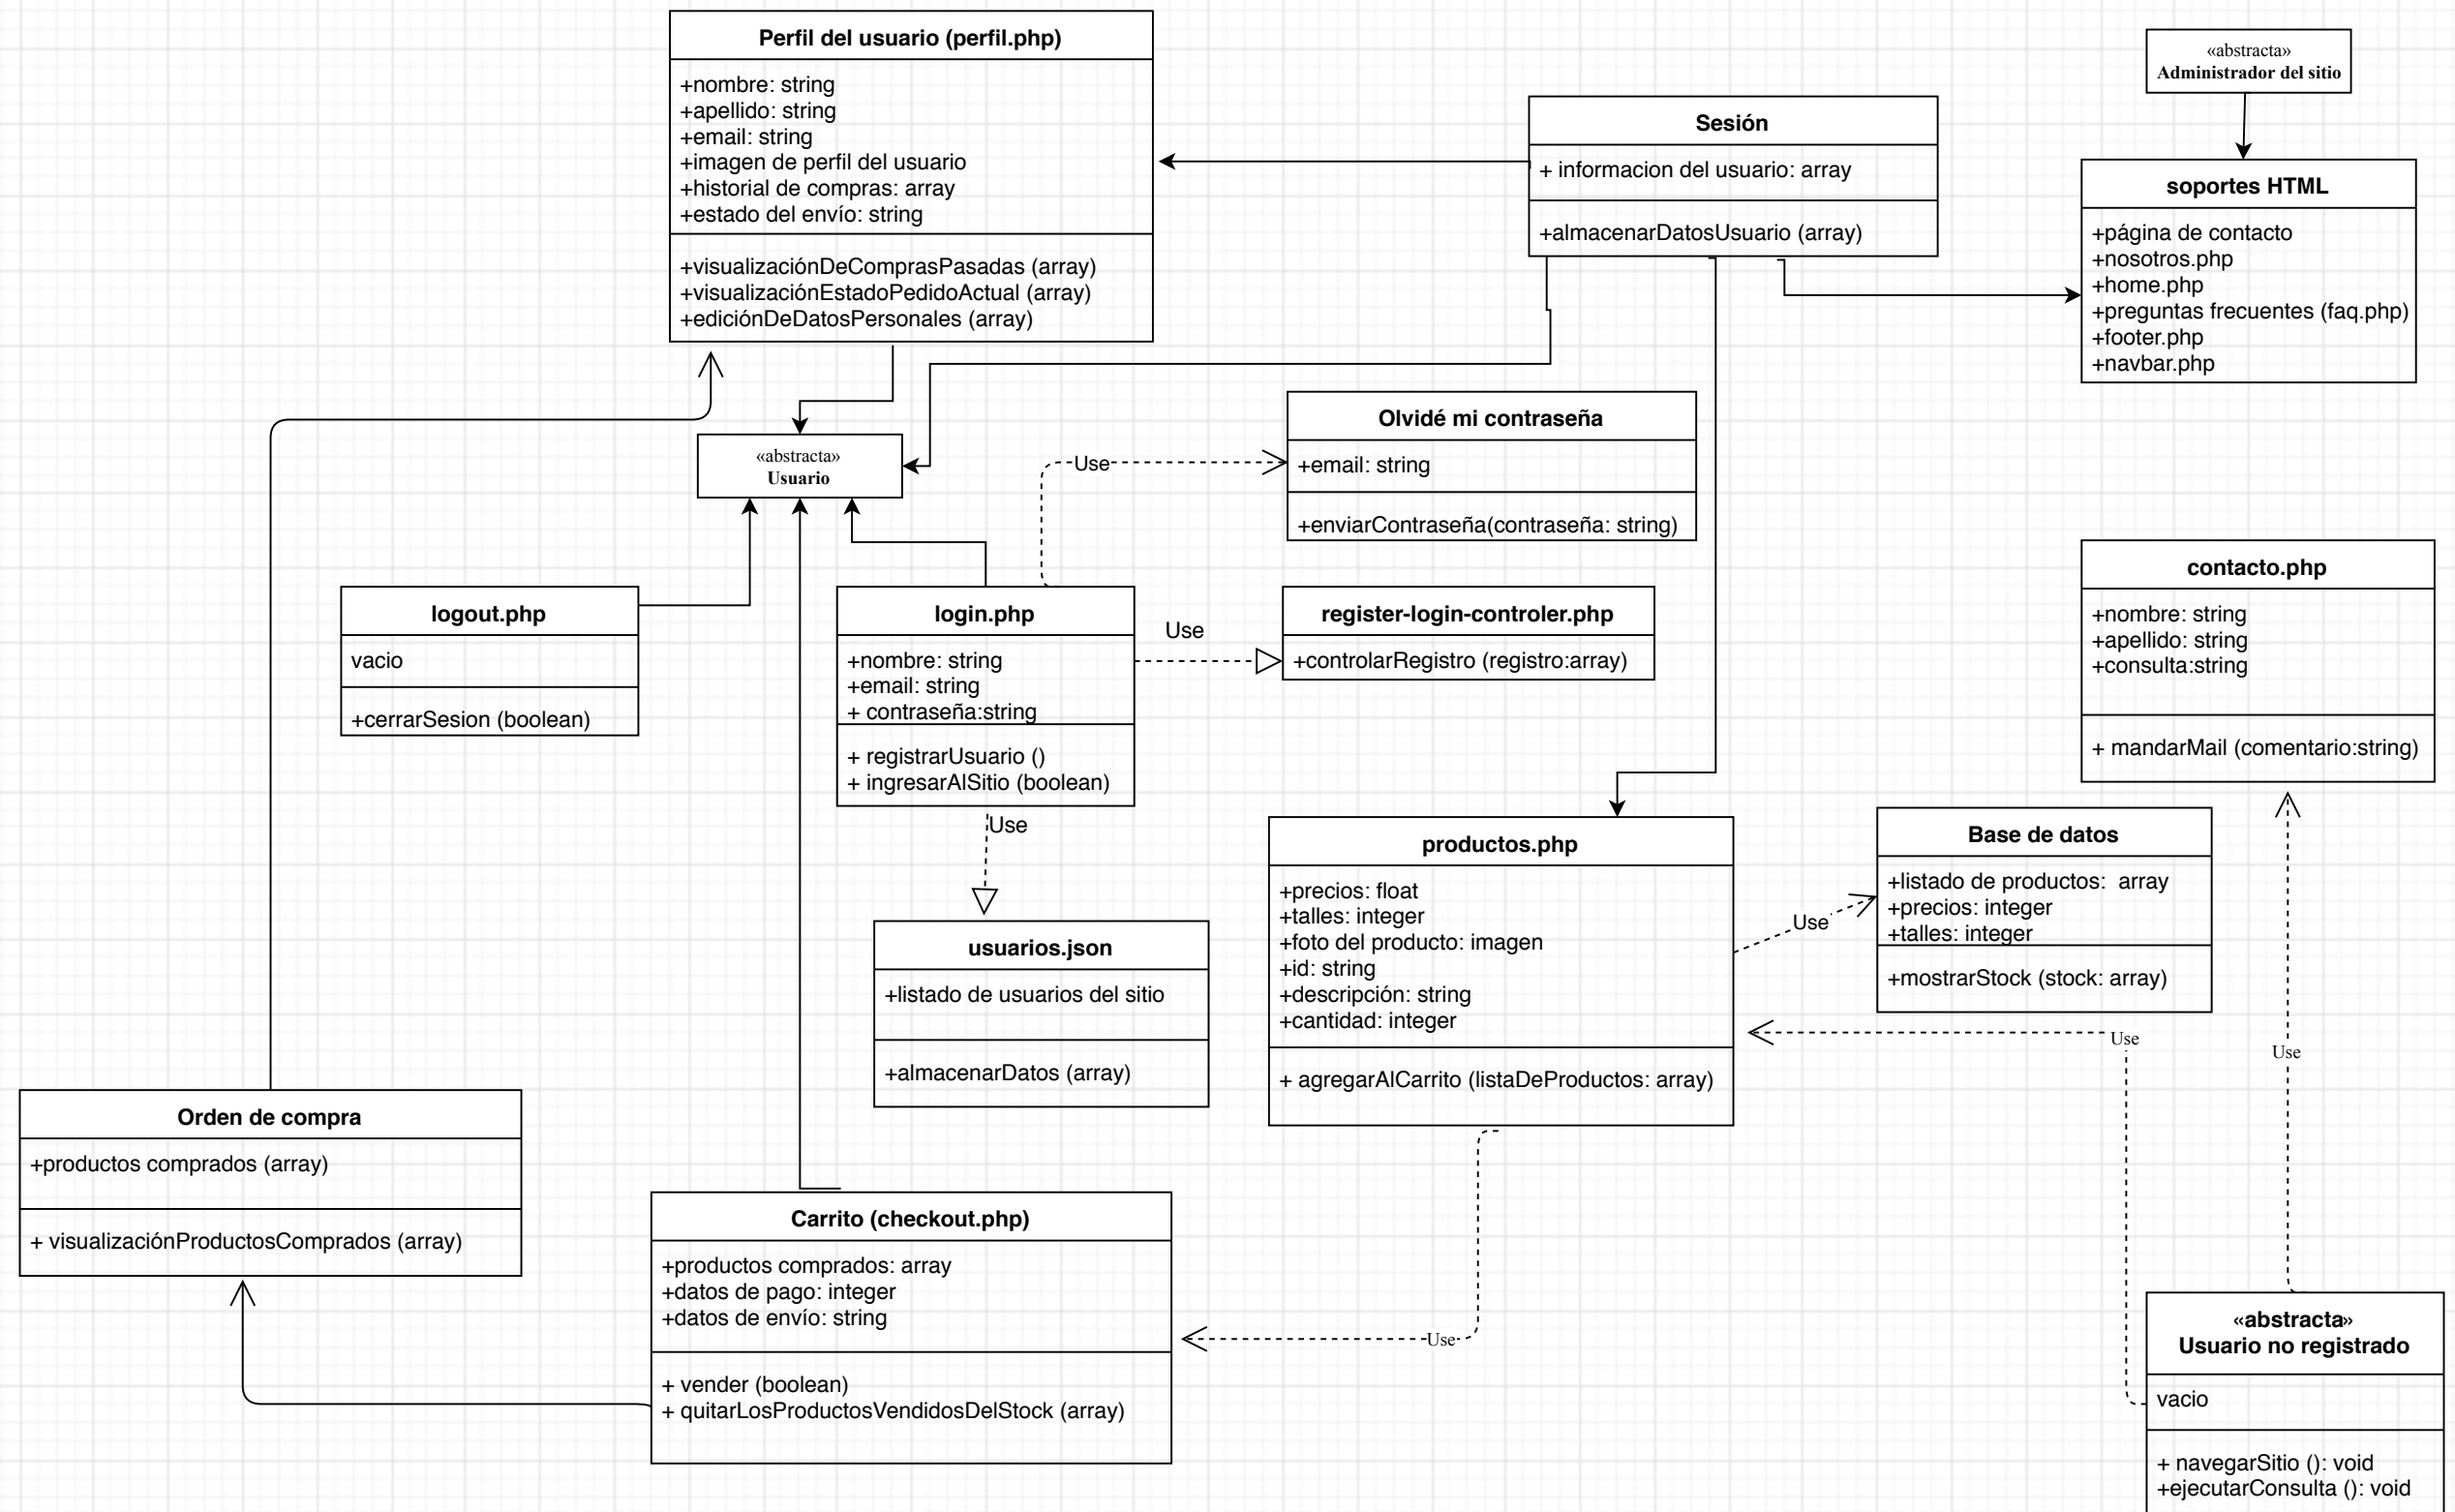 Perfil del usuario (perfil.php)
+nombre: string
+apellido: string
+email: string
+imagen de perfil del usuario
+historial de compras: array
+estado del envío: string
+visualizaciónDeComprasPasadas (array)
+visualizaciónEstadoPedidoActual (array)
+ediciónDeDatosPersonales (array)
Sesión
+ informacion del usuario: array
+almacenarDatosUsuario (array)
«abstracta»
Administrador del sitio
soportes HTML
+página de contacto
+nosotros.php
+home.php
+preguntas frecuentes (faq.php)
+footer.php
+navbar.php
«abstracta»
Usuario
Use
Olvidé mi contraseña
+email: string
+enviarContraseña(contraseña: string)
logout.php
vacio
+cerrarSesion (boolean)
login.php
+nombre: string
+email: string
+ contraseña:string
+ registrarUsuario ()
+ ingresarAlSitio (boolean)
Use
register-login-controler.php
+controlarRegistro (registro:array)
contacto.php
+nombre: string
+apellido: string
+consulta:string
+ mandarMail (comentario:string)
Use
usuarios.json
+listado de usuarios del sitio
+almacenarDatos (array)
productos.php
+precios: float
+talles: integer
+foto del producto: imagen
+id: string
+descripción: string
+cantidad: integer
+ agregarAlCarrito (listaDeProductos: array)
Use
Base de datos
+listado de productos:  array
+precios: integer
+talles: integer
+mostrarStock (stock: array)
Use
Use
Orden de compra
+productos comprados (array)
+ visualizaciónProductosComprados (array)
Carrito (checkout.php)
+productos comprados: array
+datos de pago: integer
+datos de envío: string
+ vender (boolean)
+ quitarLosProductosVendidosDelStock (array)
Use
«abstracta»
Usuario no registrado
vacio
+ navegarSitio (): void
+ejecutarConsulta (): void